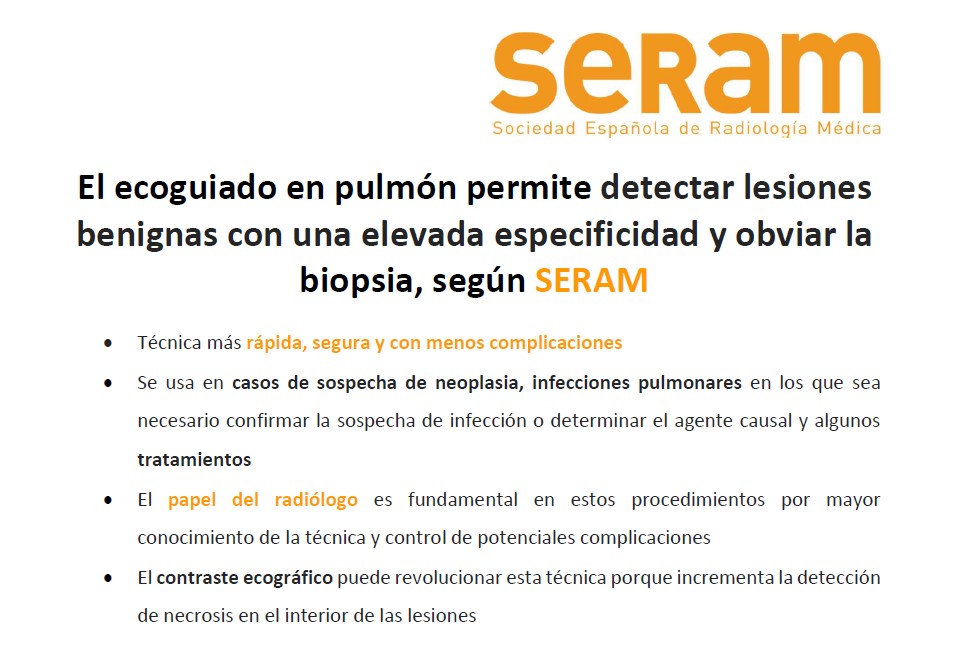 SERAM
Sociedad Española de Radiología Médica
El ecoguiado en pulmón permite detectar lesiones
benignas con una elevada especificidad y obviar la
biopsia, según SERAM
• Técnica más rápida, segura y con menos complicaciones
• Se usa en casos de sospecha de neoplasia, infecciones pulmonares en los que sea
necesario confirmar la sospecha de infección o determinar el agente causal y algunos
tratamientos
• El papel del radiólogo es fundamental en estos procedimientos por mayor
conocimiento de la técnica y control de potenciales complicaciones
• El contraste ecográfico puede revolucionar esta técnica porque incrementa la detección
de necrosis en el interior de las lesiones